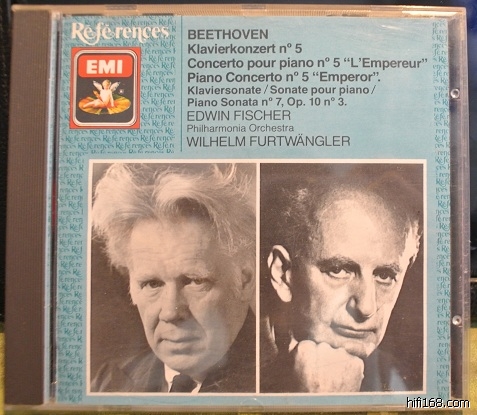 Références
EMI
BEETHOVEN
Klavierkonzert nº 5
Concerto pour piano nº 5 “L’Empereur”
Piano Concerto nº 5 “Emperor”.
Klaviersonate/Sonate pour piano/
Piano Sonata nº 7, Op. 10 nº 3.
EDWIN FISCHER
Philharmonia Orchestra
WILHELM FURTWÄNGLER
hifi168.com